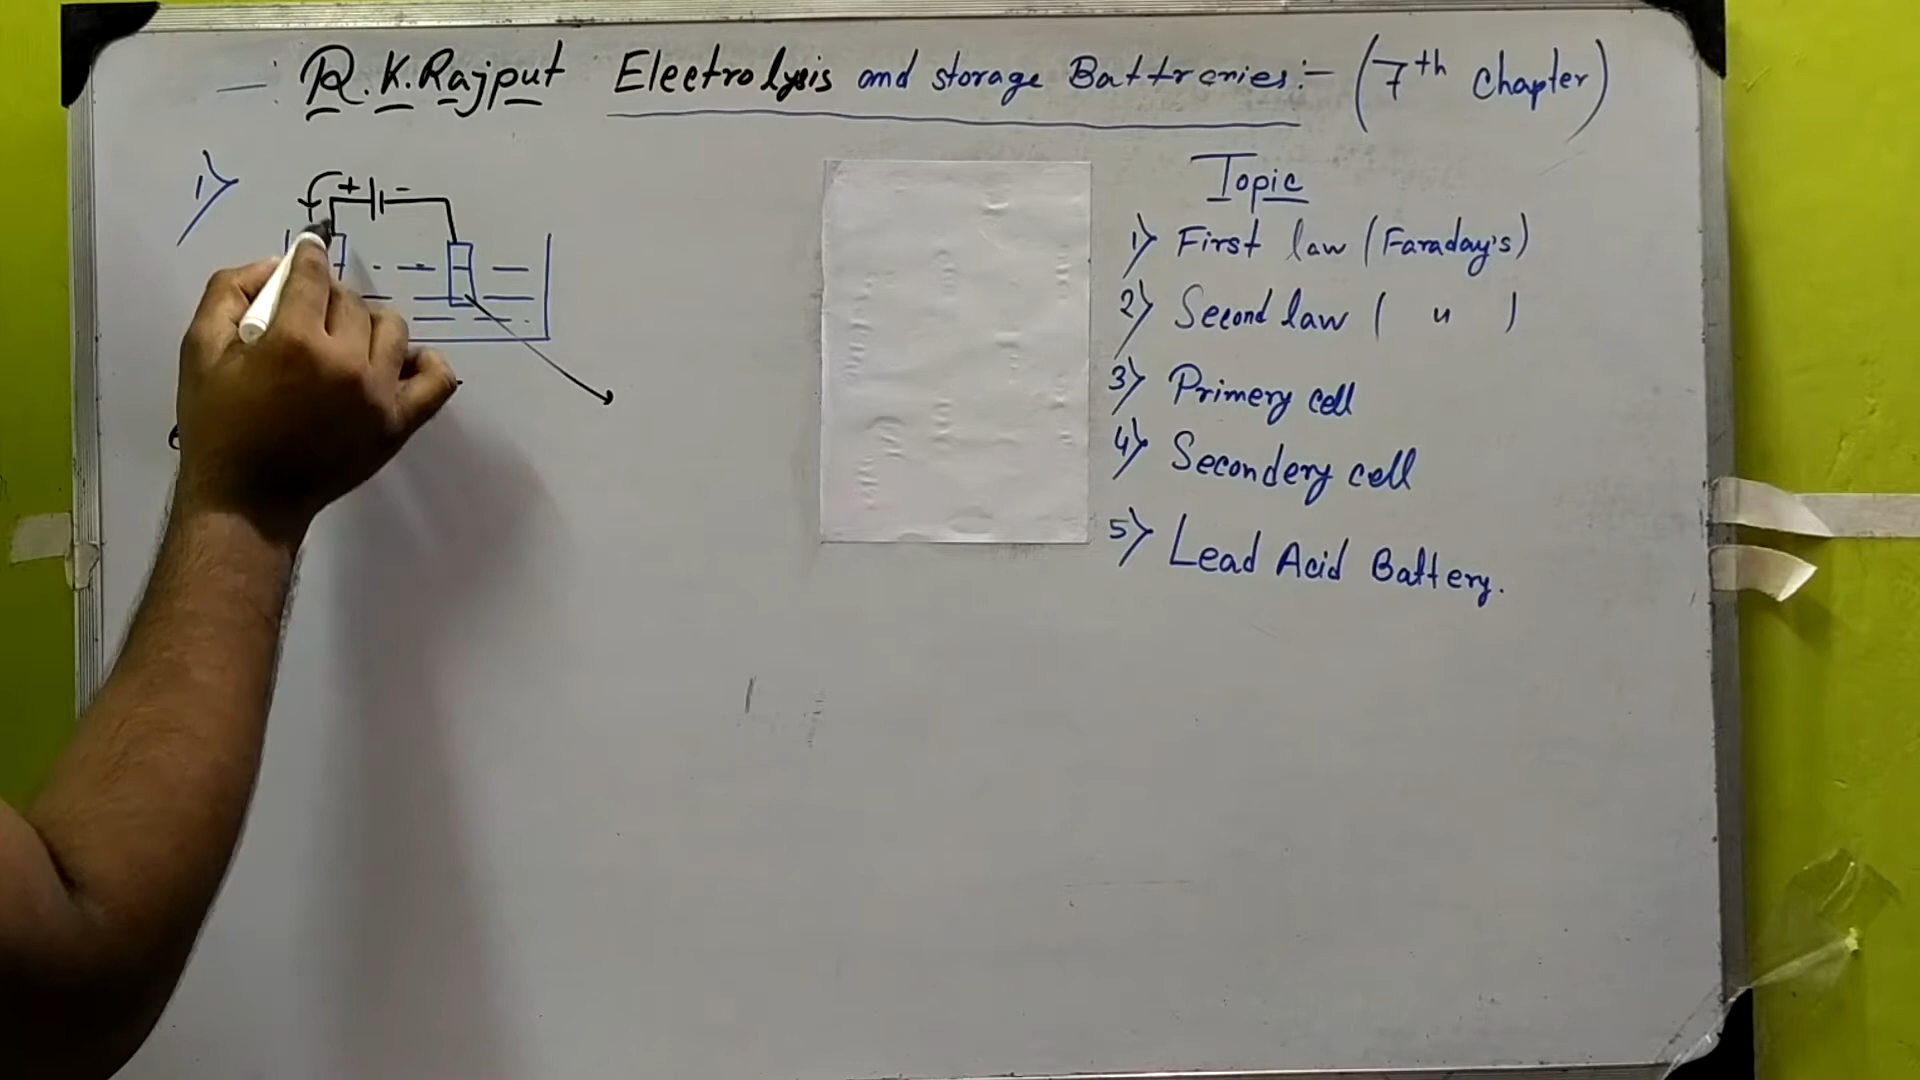 R.K.Rajput Electrolysis and storage Battreries:- (7th chapter)
1)
+ -
Topic
1) First law (Faraday's)
2) Second law ( " )
3) Primery cell
4) Secondery cell
5) Lead Acid Battery.